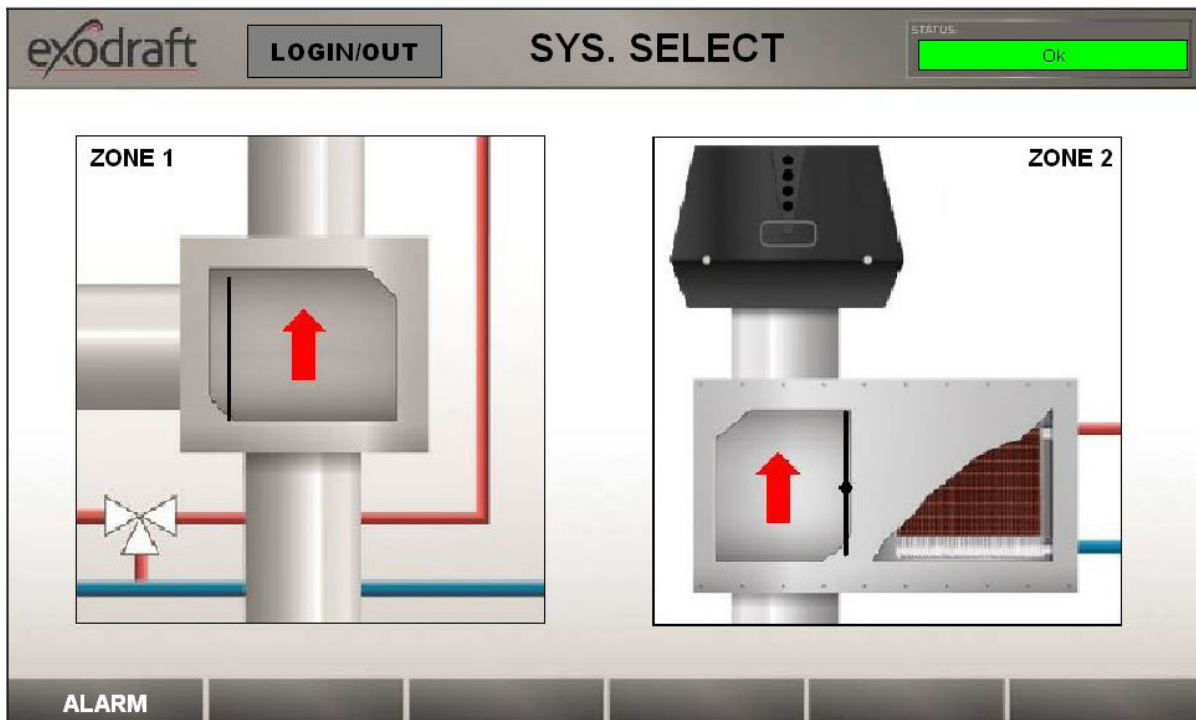 exodraft
LOGIN/OUT
SYS. SELECT
STATUS:
Ok
ZONE 1
ZONE 2
ALARM